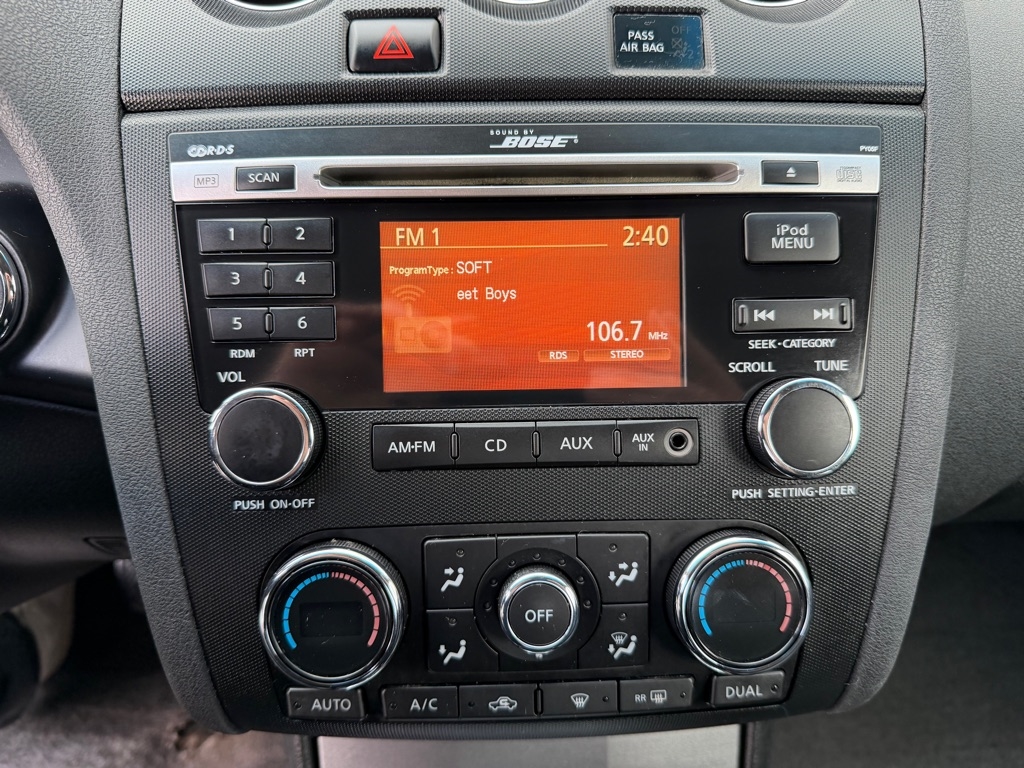 PASS
AIR BAG
OFF
SOUND BY
BOSE
RDS
PY05F
MP3
SCAN
1
2
3
4
5
6
RDM
RPT
FM 1
2:40
ProgramType: SOFT
eet Boys
106.7 MHz
RDS
STEREO
iPod
MENU
SEEK·CATEGORY
SCROLL
TUNE
VOL
AM·FM
CD
AUX
AUX
IN
PUSH ON·OFF
PUSH SETTING·ENTER
OFF
AUTO
A/C
RR
DUAL